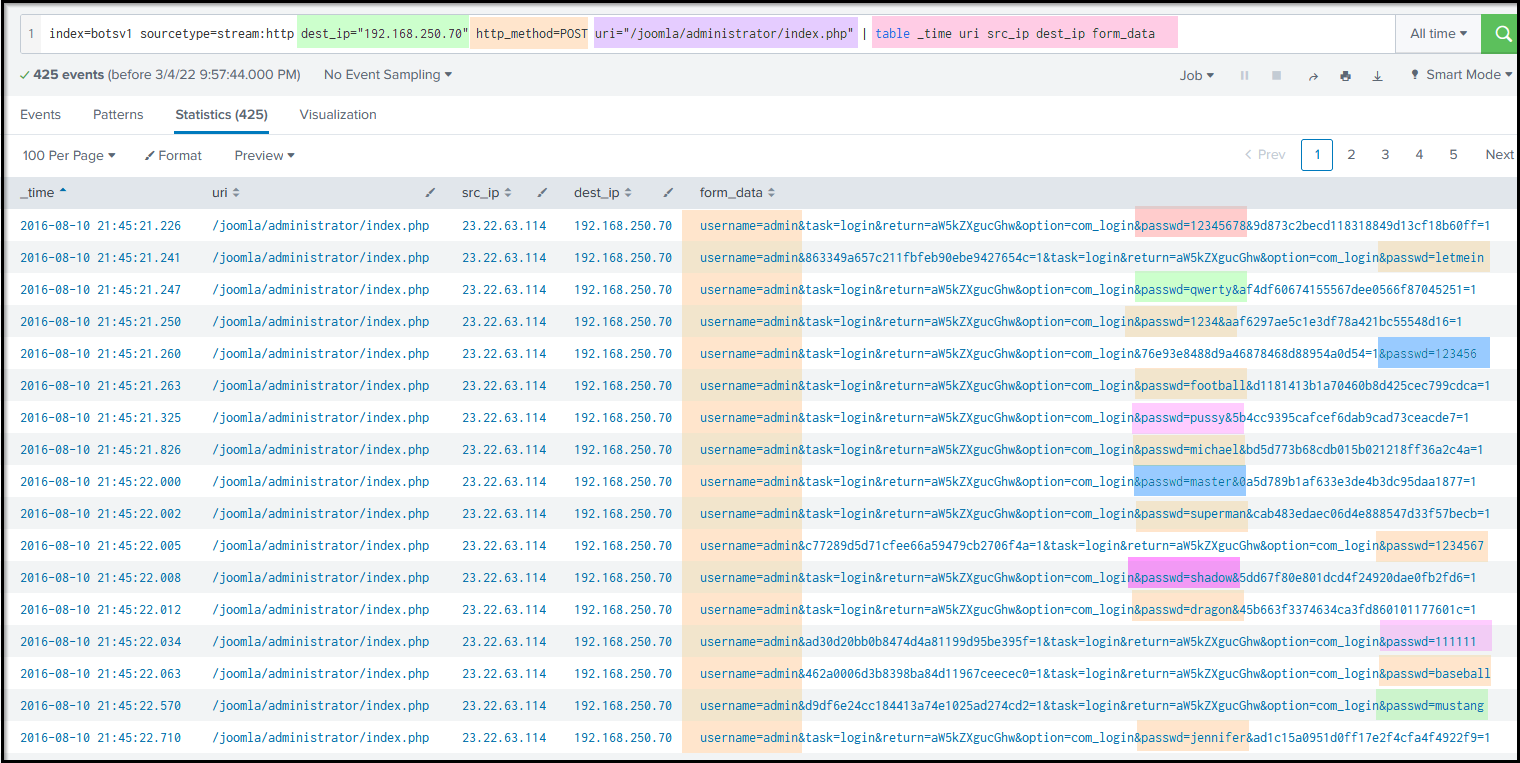 1 index=botsv1 sourcetype=stream:http dest_ip="192.168.250.70" http_method=POST uri="/joomla/administrator/index.php" | table _time uri src_ip dest_ip form_data All time
425 events (before 3/4/22 9:57:44.000 PM) No Event Sampling Job Smart Mode
Events Patterns Statistics (425) Visualization
100 Per Page Format Preview < Prev 1 2 3 4 5 Next
_time uri src_ip dest_ip form_data
2016-08-10 21:45:21.226 /joomla/administrator/index.php 23.22.63.114 192.168.250.70 username=admin&task=login&return=aW5kZXgucGhw&option=com_login&passwd=12345678&9d873c2becd118318849d13cf18b60ff=1
2016-08-10 21:45:21.241 /joomla/administrator/index.php 23.22.63.114 192.168.250.70 username=admin&863349a657c211fbfeb90ebe9427654c=1&task=login&return=aW5kZXgucGhw&option=com_login&passwd=letmein
2016-08-10 21:45:21.247 /joomla/administrator/index.php 23.22.63.114 192.168.250.70 username=admin&task=login&return=aW5kZXgucGhw&option=com_login&passwd=qwerty&af4df60674155567dee0566f87045251=1
2016-08-10 21:45:21.250 /joomla/administrator/index.php 23.22.63.114 192.168.250.70 username=admin&task=login&return=aW5kZXgucGhw&option=com_login&passwd=1234&aaf6297ae5c1e3df78a421bc55548d16=1
2016-08-10 21:45:21.260 /joomla/administrator/index.php 23.22.63.114 192.168.250.70 username=admin&task=login&return=aW5kZXgucGhw&option=com_login&76e93e8488d9a46878468d88954a0d54=1&passwd=123456
2016-08-10 21:45:21.263 /joomla/administrator/index.php 23.22.63.114 192.168.250.70 username=admin&task=login&return=aW5kZXgucGhw&option=com_login&passwd=football&d1181413b1a70460b8d425cec799cdca=1
2016-08-10 21:45:21.325 /joomla/administrator/index.php 23.22.63.114 192.168.250.70 username=admin&task=login&return=aW5kZXgucGhw&option=com_login&passwd=pussy&5b4cc9395cafcef6dab9cad73ceacde7=1
2016-08-10 21:45:21.826 /joomla/administrator/index.php 23.22.63.114 192.168.250.70 username=admin&task=login&return=aW5kZXgucGhw&option=com_login&passwd=michael&bd5d773b68cdb015b021218ff36a2c4a=1
2016-08-10 21:45:22.000 /joomla/administrator/index.php 23.22.63.114 192.168.250.70 username=admin&task=login&return=aW5kZXgucGhw&option=com_login&passwd=master&0a5d789b1af633e3de4b3dc95daa1877=1
2016-08-10 21:45:22.002 /joomla/administrator/index.php 23.22.63.114 192.168.250.70 username=admin&task=login&return=aW5kZXgucGhw&option=com_login&passwd=superman&cab483edaec06d4e888547d33f57becb=1
2016-08-10 21:45:22.005 /joomla/administrator/index.php 23.22.63.114 192.168.250.70 username=admin&c77289d5d71cfee66a59479cb2706f4a=1&task=login&return=aW5kZXgucGhw&option=com_login&passwd=1234567
2016-08-10 21:45:22.008 /joomla/administrator/index.php 23.22.63.114 192.168.250.70 username=admin&task=login&return=aW5kZXgucGhw&option=com_login&passwd=shadow&5dd67f80e801dcd4f24920dae0fb2fd6=1
2016-08-10 21:45:22.012 /joomla/administrator/index.php 23.22.63.114 192.168.250.70 username=admin&task=login&return=aW5kZXgucGhw&option=com_login&passwd=dragon&45b663f3374634ca3fd860101177601c=1
2016-08-10 21:45:22.034 /joomla/administrator/index.php 23.22.63.114 192.168.250.70 username=admin&ad30d20bb0b8474d4a81199d95be395f=1&task=login&return=aW5kZXgucGhw&option=com_login&passwd=111111
2016-08-10 21:45:22.063 /joomla/administrator/index.php 23.22.63.114 192.168.250.70 username=admin&462a0006d3b8398ba84d11967ceecec0=1&task=login&return=aW5kZXgucGhw&option=com_login&passwd=baseball
2016-08-10 21:45:22.570 /joomla/administrator/index.php 23.22.63.114 192.168.250.70 username=admin&d9df6e24cc184413a74e1025ad274cd2=1&task=login&return=aW5kZXgucGhw&option=com_login&passwd=mustang
2016-08-10 21:45:22.710 /joomla/administrator/index.php 23.22.63.114 192.168.250.70 username=admin&task=login&return=aW5kZXgucGhw&option=com_login&passwd=jennifer&ad1c15a0951d0ff17e2f4cfa4f4922f9=1